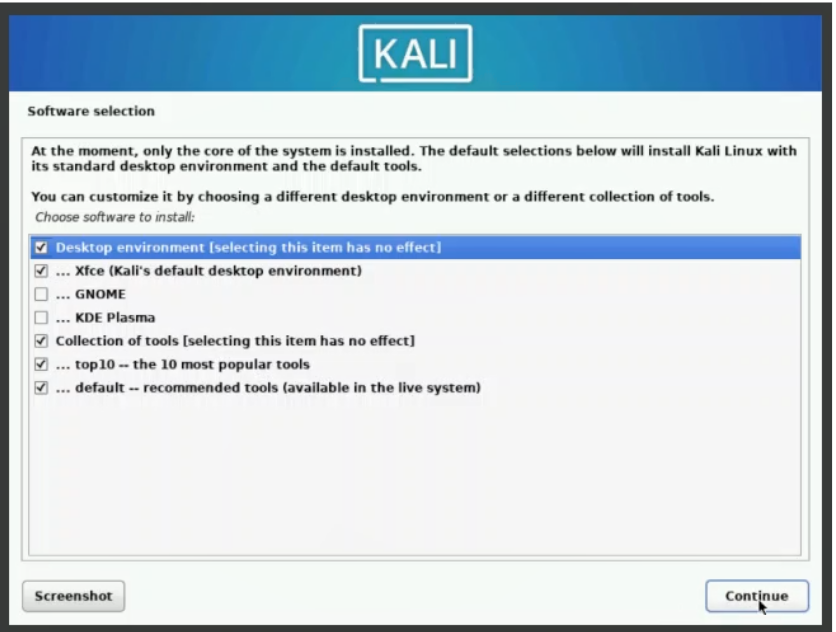 KALI
Software selection
At the moment, only the core of the system is installed. The default selections below will install Kali Linux with
its standard desktop environment and the default tools.
You can customize it by choosing a different desktop environment or a different collection of tools.
Choose software to install:
Desktop environment [selecting this item has no effect]
... Xfce (Kali's default desktop environment)
... GNOME
... KDE Plasma
Collection of tools [selecting this item has no effect]
... top10 -- the 10 most popular tools
... default -- recommended tools (available in the live system)
Screenshot
Continue